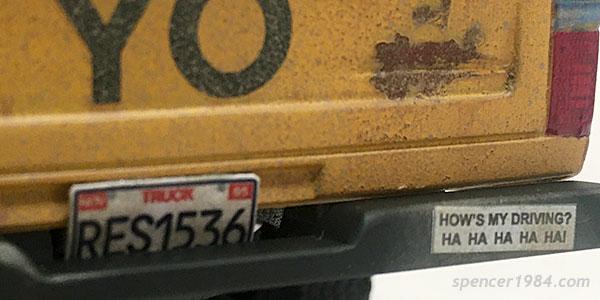 YO
TRUCK
RES1536
HOW'S MY DRIVING?
HA HA HA HA HA!
spencer1984.com